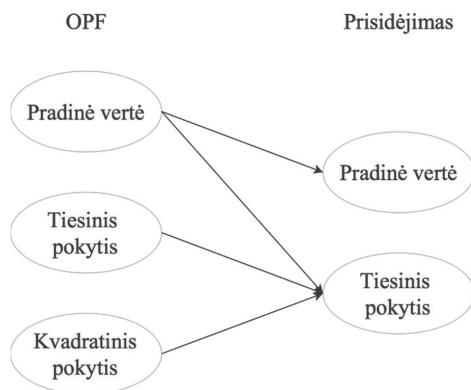 OPF
Prisidėjimas
Pradinė vertė
Pradinė vertė
Tiesinis
pokytis
Tiesinis
pokytis
Kvadratinis
pokytis